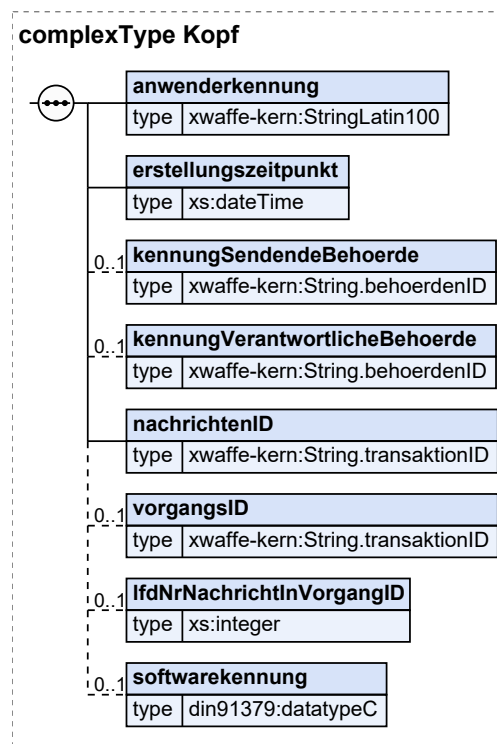 complexType Kopf
anwenderkennung
type xwaffe-kern:StringLatin100
erstellungszeitpunkt
type xs:dateTime
0..1 kennungSendendeBehoerde
type xwaffe-kern:String.behoerdenID
0..1 kennungVerantwortlicheBehoerde
type xwaffe-kern:String.behoerdenID
nachrichtenID
type xwaffe-kern:String.transaktionID
0..1 vorgangsID
type xwaffe-kern:String.transaktionID
0..1 lfdNrNachrichtInVorgangID
type xs:integer
0..1 softwarekennung
type din91379:datatypeC